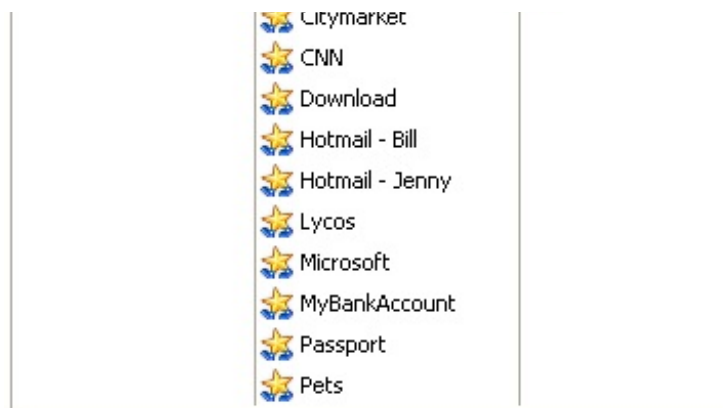 Citymarket
CNN
Download
Hotmail - Bill
Hotmail - Jenny
Lycos
Microsoft
MyBankAccount
Passport
Pets